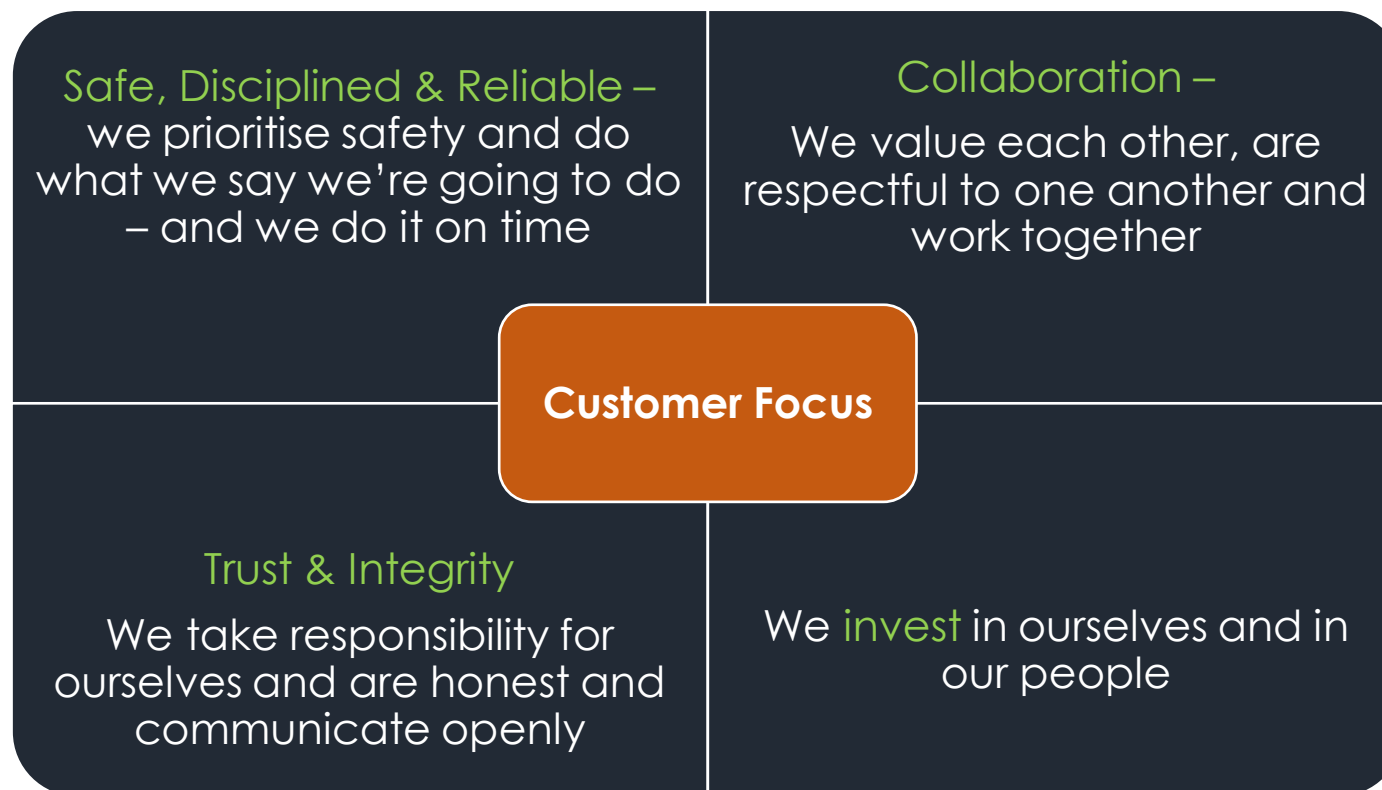 Safe, Disciplined & Reliable –
we prioritise safety and do
what we say we’re going to do
– and we do it on time
Collaboration –
We value each other, are
respectful to one another and
work together
Customer Focus
Trust & Integrity
We take responsibility for
ourselves and are honest and
communicate openly
We invest in ourselves and in
our people